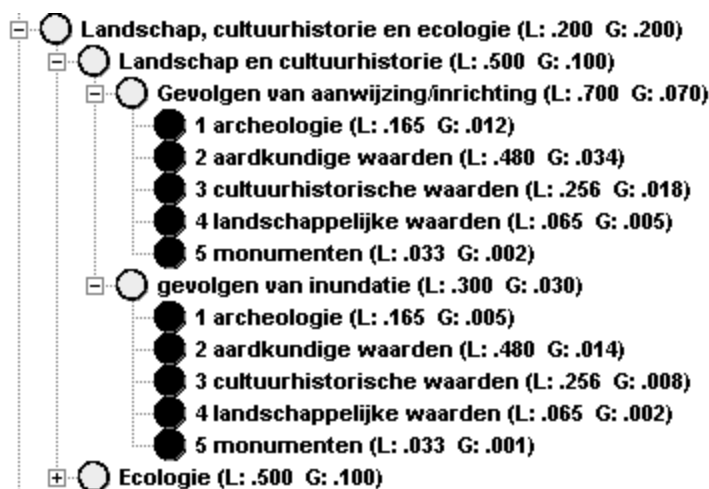 Landschap, cultuurhistorie en ecologie (L: .200 G: .200)
Landschap en cultuurhistorie (L: .500 G: .100)
Gevolgen van aanwijzing/inrichting (L: .700 G: .070)
1 archeologie (L: .165 G: .012)
2 aardkundige waarden (L: .480 G: .034)
3 cultuurhistorische waarden (L: .256 G: .018)
4 landschappelijke waarden (L: .065 G: .005)
5 monumenten (L: .033 G: .002)
gevolgen van inundatie (L: .300 G: .030)
1 archeologie (L: .165 G: .005)
2 aardkundige waarden (L: .480 G: .014)
3 cultuurhistorische waarden (L: .256 G: .008)
4 landschappelijke waarden (L: .065 G: .002)
5 monumenten (L: .033 G: .001)
Ecologie (L: .500 G: .100)